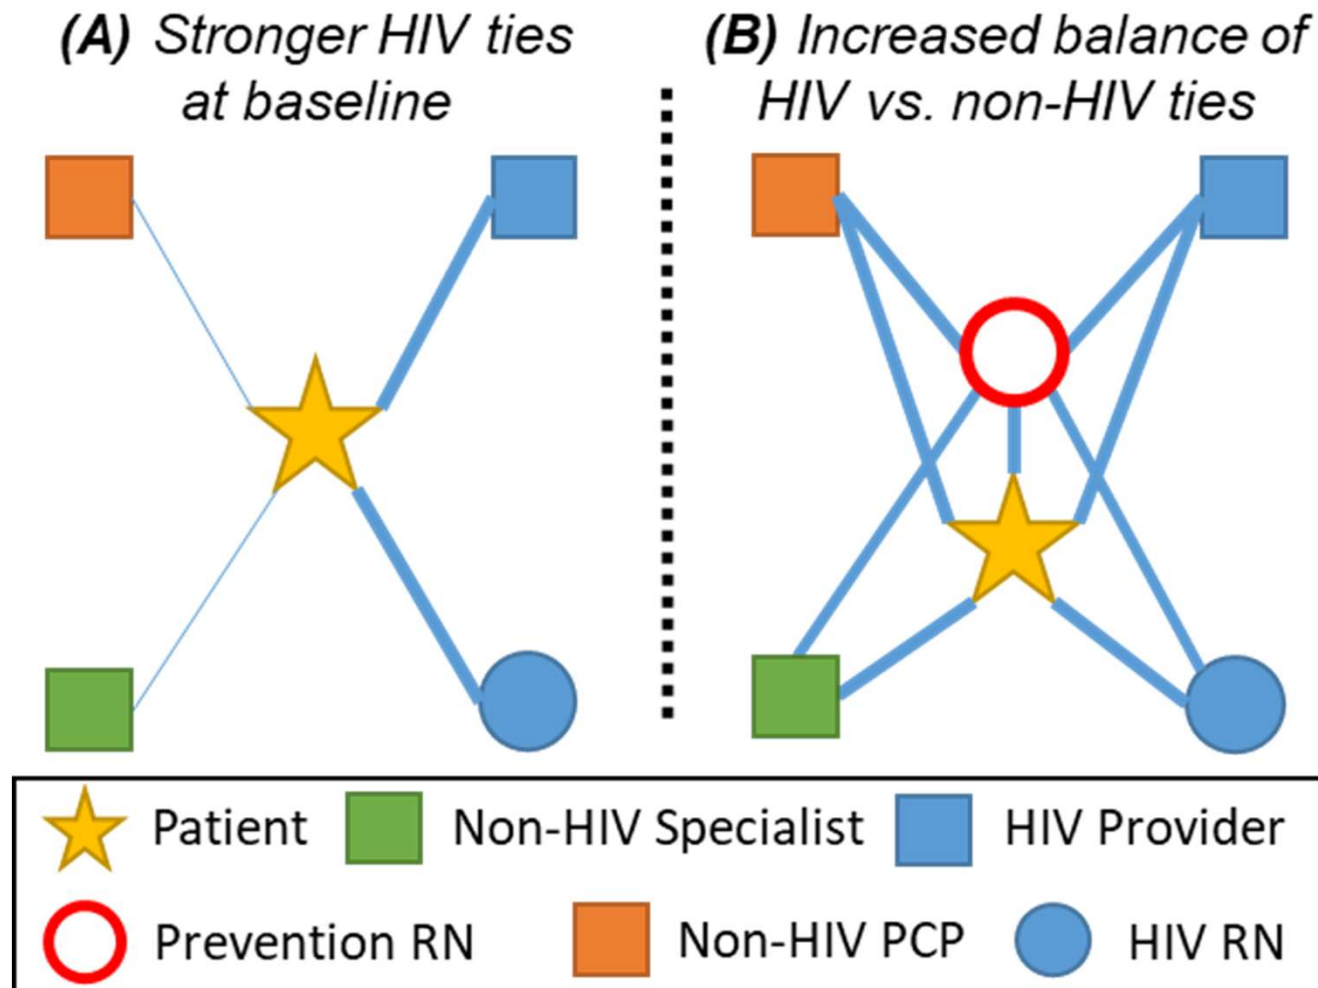 (A) Stronger HIV ties
at baseline
(B) Increased balance of
HIV vs. non-HIV ties
Patient
Non-HIV Specialist
HIV Provider
Prevention RN
Non-HIV PCP
HIV RN